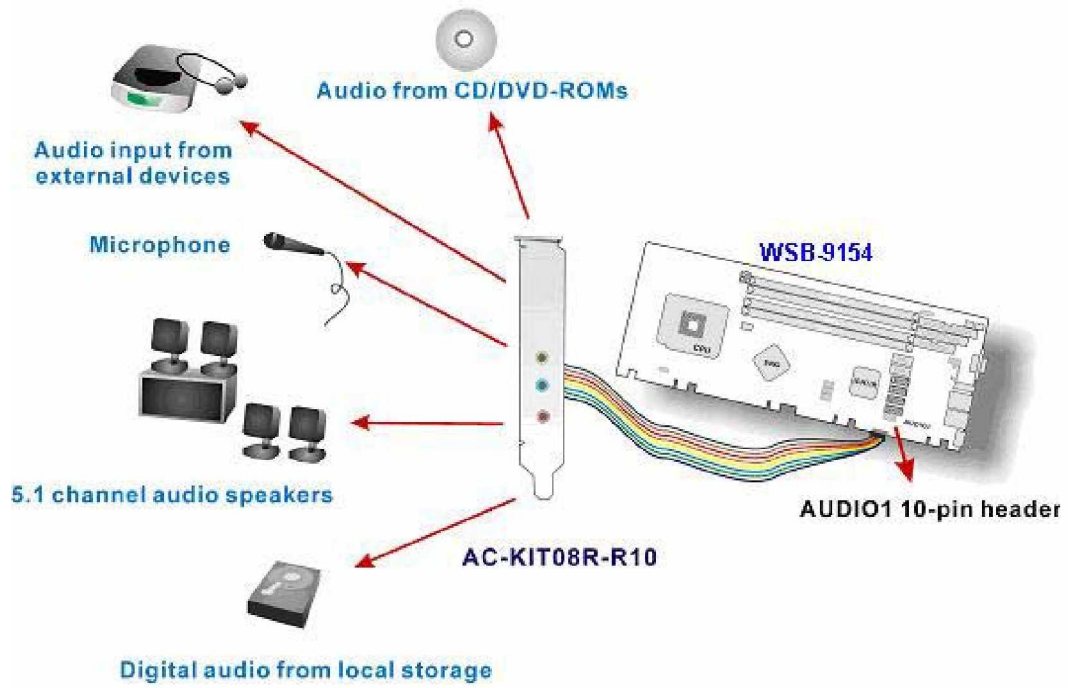 Audio from CD/DVD-ROMs
Audio input from
external devices
Microphone
WSB-9154
CPU
AUDIO1 10-pin header
5.1 channel audio speakers
AC-KIT08R-R10
Digital audio from local storage